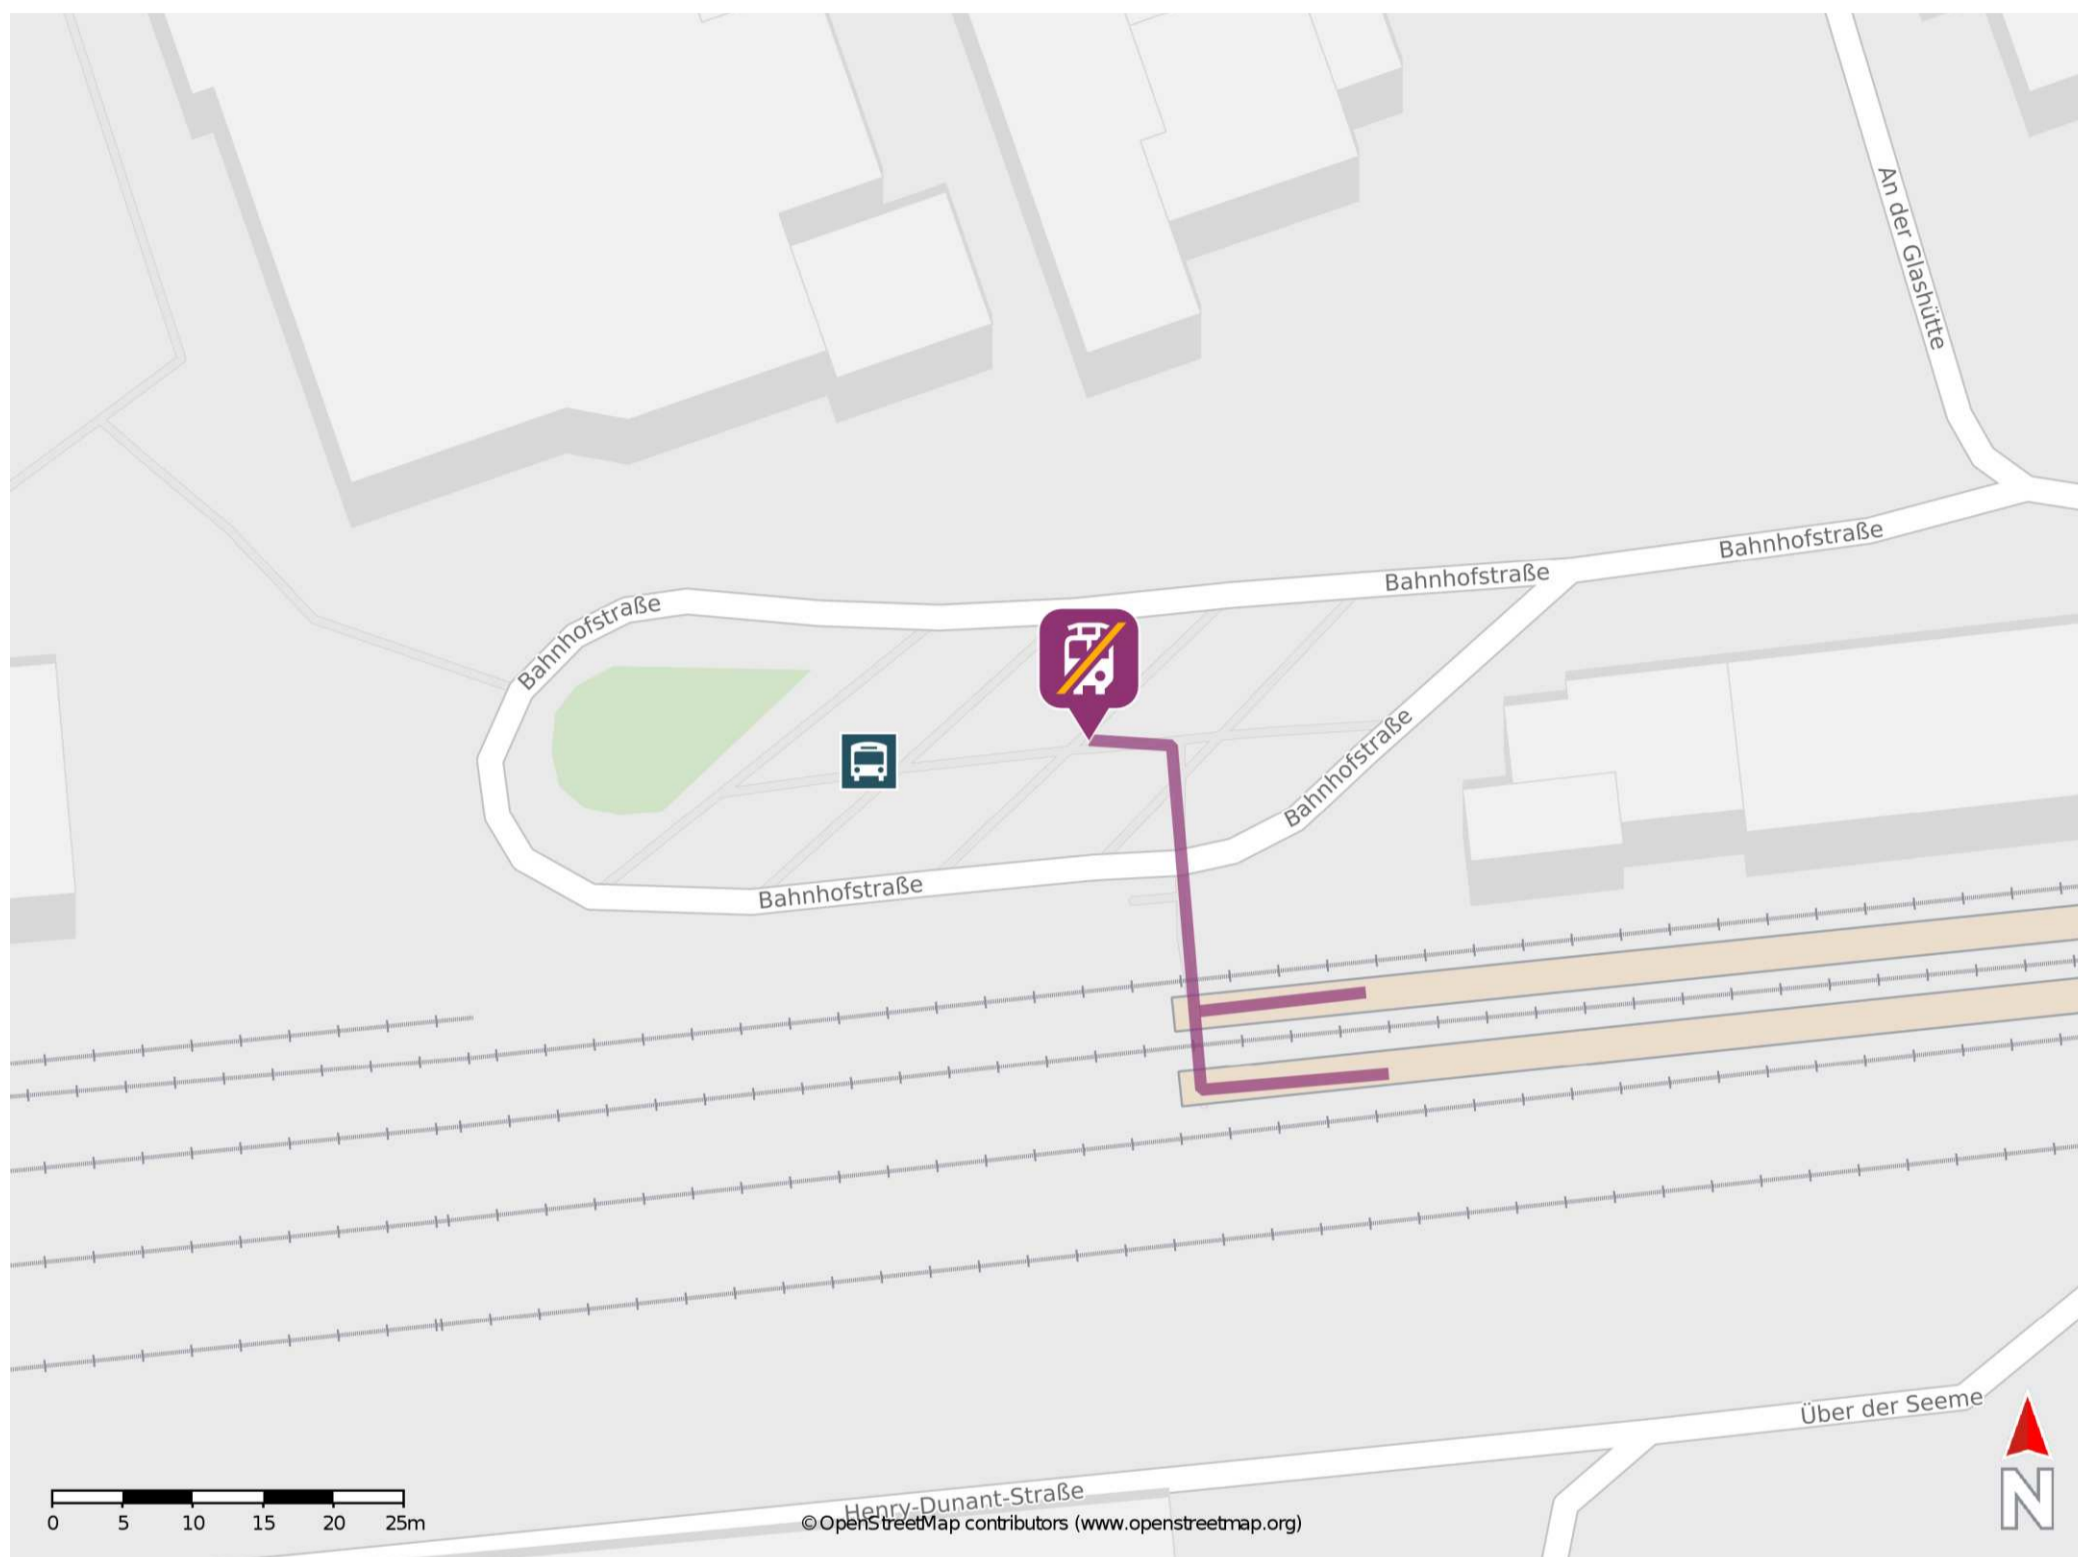 An der Glashütte
Bahnhofstraße
Bahnhofstraße
Bahnhofstraße
Bahnhofstraße
Bahnhofstraße
Über der Seeme
Henry-Dunant-Straße
0 5 10 15 20 25m
©OpenStreetMap contributors (www.openstreetmap.org)
N